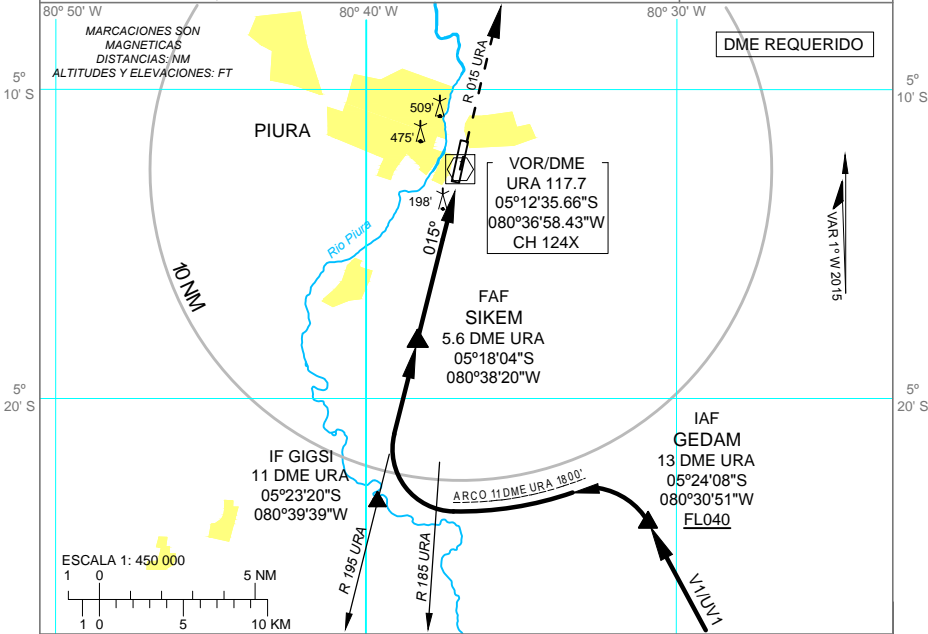 80º 50' W
80º 40' W
80º 30' W
MARCACIONES SON
MAGNETICAS
DISTANCIAS: NM
ALTITUDES Y ELEVACIONES: FT
DME REQUERIDO
5º
10' S
5º
10' S
R 015 URA
509'
475'
PIURA
VOR/DME
URA 117.7
05º12'35.66"S
080º36'58.43"W
CH 124X
198'
015º
Rio Piura
VAR 1º W 2015
10 NM
FAF
SIKEM
5.6 DME URA
05º18'04"S
080º38'20"W
5º
20' S
5º
20' S
IAF
GEDAM
13 DME URA
05º24'08"S
080º30'51"W
FL040
IF GIGSI
11 DME URA
05º23'20"S
080º39'39"W
ARCO 11 DME URA 1800'
R 195 URA
R 185 URA
V1/UV1
ESCALA 1: 450 000
1 0 5 NM
1 0 5 10 KM